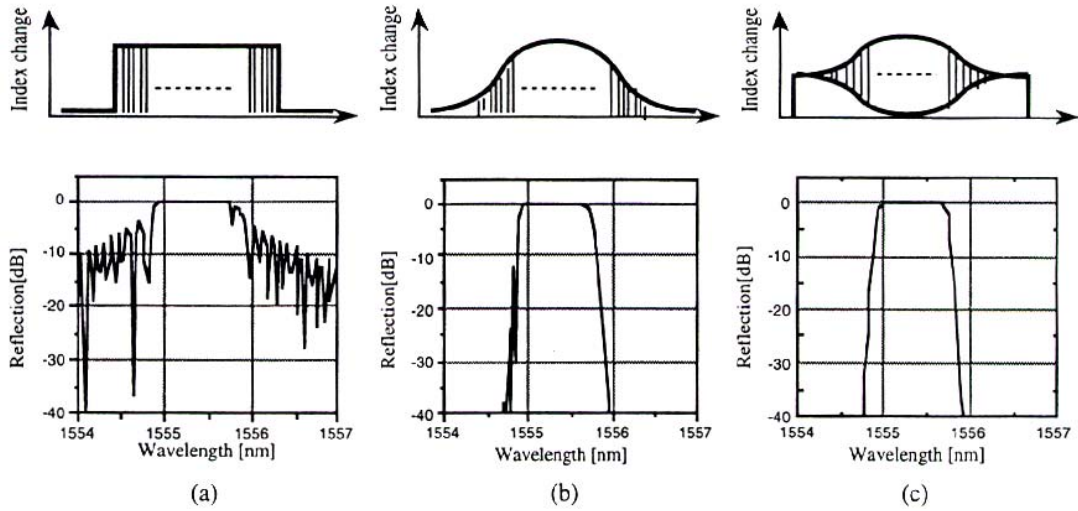 Index change
Index change
Index change
Reflection[dB]
0
-10
-20
-30
-40
1554
1555
1556
1557
Wavelength [nm]
(a)
Reflection[dB]
0
-10
-20
-30
-40
1554
1555
1556
1557
Wavelength [nm]
(b)
Reflection[dB]
0
-10
-20
-30
-40
1554
1555
1556
1557
Wavelength [nm]
(c)